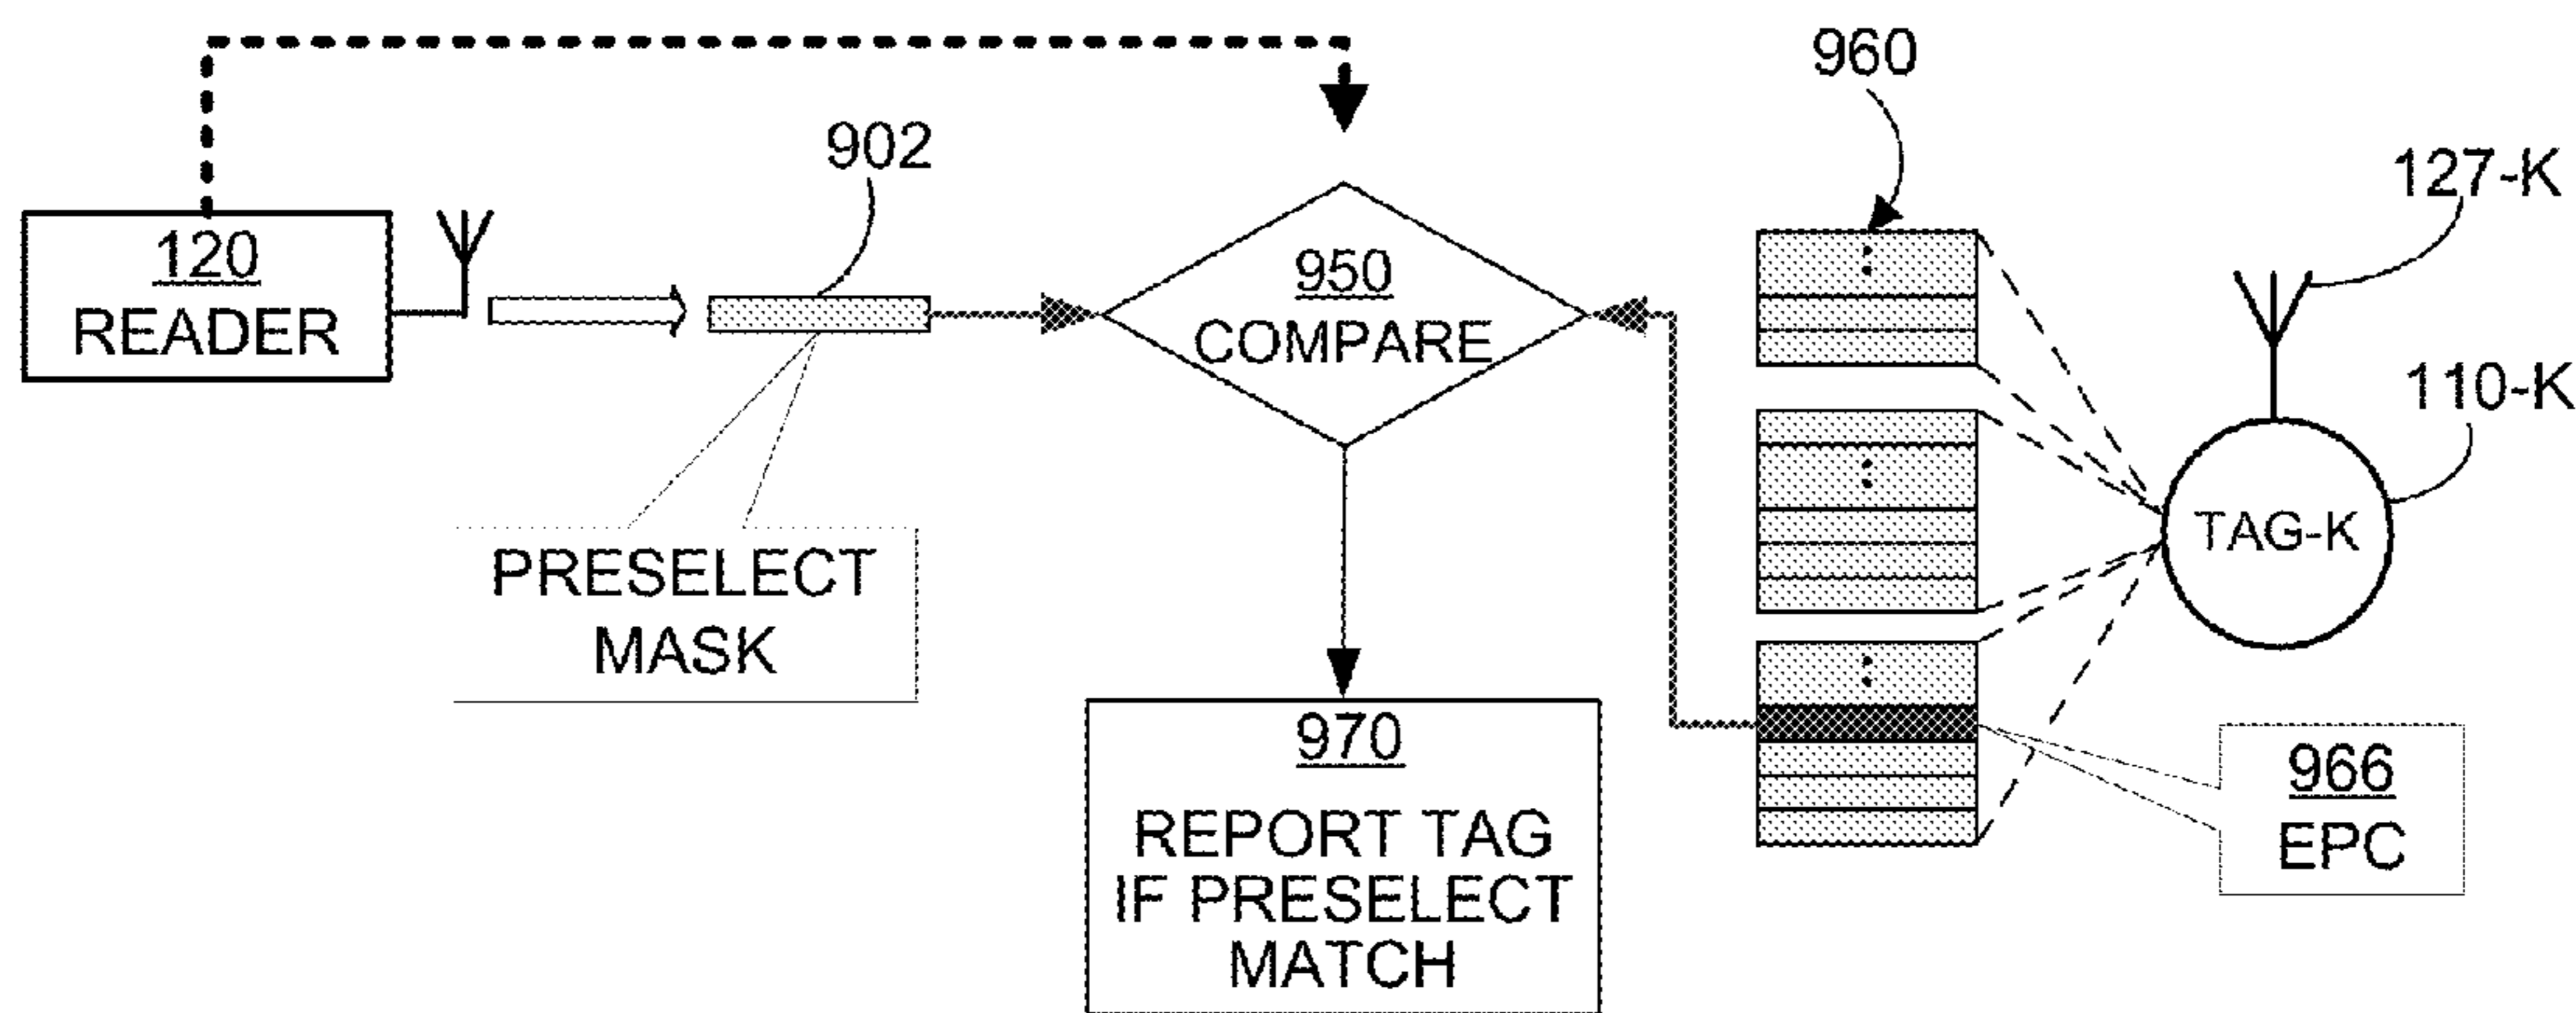 960
902
127-K
120
READER
950
COMPARE
110-K
TAG-K
PRESELECT
MASK
970
REPORT TAG
IF PRESELECT
MATCH
966
EPC